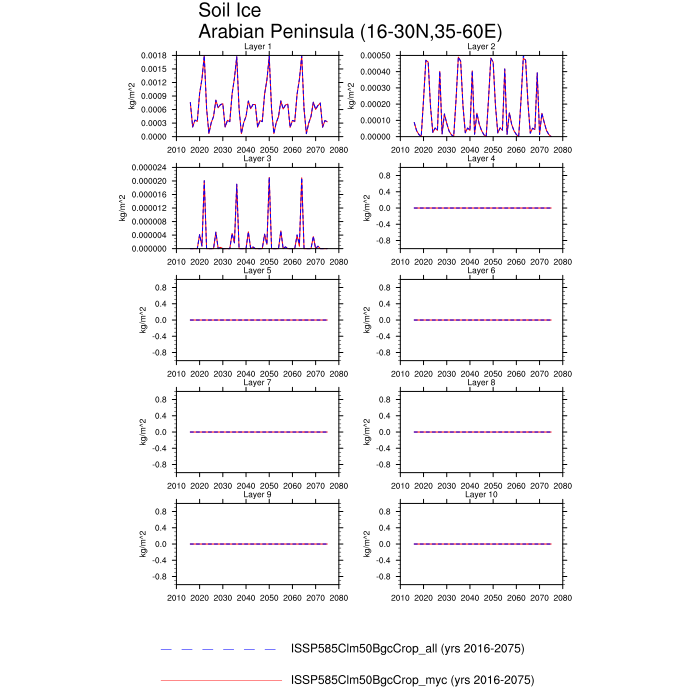 Soil Ice
Arabian Peninsula (16-30N,35-60E)
Layer 1
kg/m^2
0.0018
0.0015
0.0012
0.0009
0.0006
0.0003
0.0000
2010 2020 2030 2040 2050 2060 2070 2080
Layer 2
kg/m^2
0.00050
0.00040
0.00030
0.00020
0.00010
0.00000
2010 2020 2030 2040 2050 2060 2070 2080
Layer 3
kg/m^2
0.000024
0.000020
0.000016
0.000012
0.000008
0.000004
0.000000
2010 2020 2030 2040 2050 2060 2070 2080
Layer 4
kg/m^2
0.8
0.4
0.0
-0.4
-0.8
2010 2020 2030 2040 2050 2060 2070 2080
Layer 5
kg/m^2
0.8
0.4
0.0
-0.4
-0.8
2010 2020 2030 2040 2050 2060 2070 2080
Layer 6
kg/m^2
0.8
0.4
0.0
-0.4
-0.8
2010 2020 2030 2040 2050 2060 2070 2080
Layer 7
kg/m^2
0.8
0.4
0.0
-0.4
-0.8
2010 2020 2030 2040 2050 2060 2070 2080
Layer 8
kg/m^2
0.8
0.4
0.0
-0.4
-0.8
2010 2020 2030 2040 2050 2060 2070 2080
Layer 9
kg/m^2
0.8
0.4
0.0
-0.4
-0.8
2010 2020 2030 2040 2050 2060 2070 2080
Layer 10
kg/m^2
0.8
0.4
0.0
-0.4
-0.8
2010 2020 2030 2040 2050 2060 2070 2080
ISSP585Clm50BgcCrop_all (yrs 2016-2075)
ISSP585Clm50BgcCrop_myc (yrs 2016-2075)